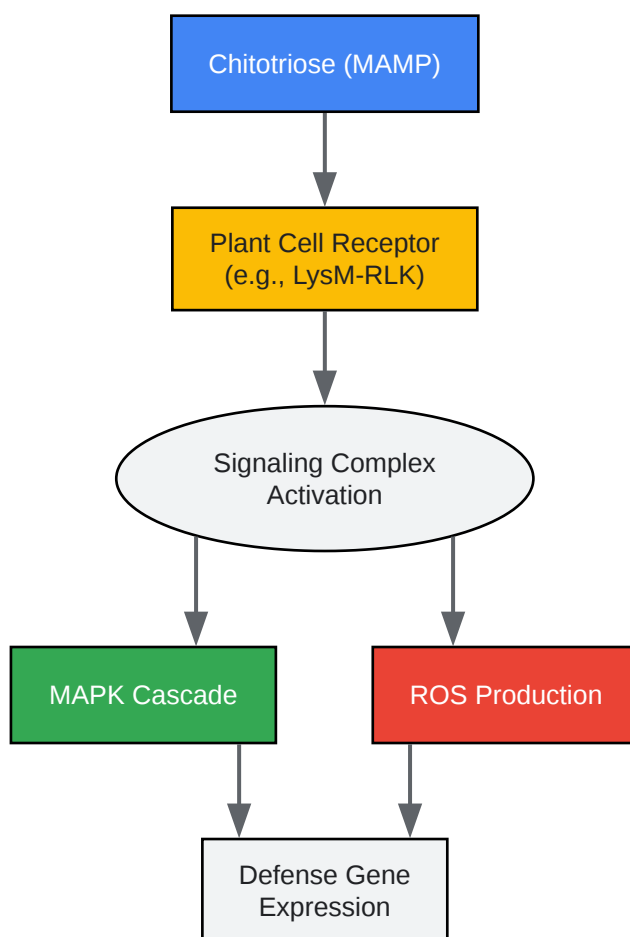 Chitotriose (MAMP)
Plant Cell Receptor
(e.g., LysM-RLK)
Signaling Complex
Activation
MAPK Cascade
ROS Production
Defense Gene
Expression